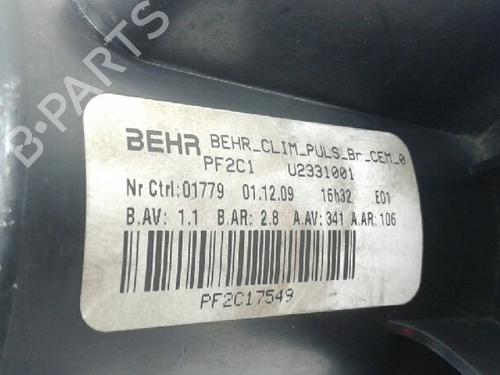 BEHR BEHR_CLIM_PULS_Br_CEM_0
PF2C1 U2331001
Nr Ctrl:01779 01.12.09 16h32 E01
B.AV: 1.1 B.AR: 2.8 A.AV: 341 A.AR: 106
PF2C17549
B-PARTS